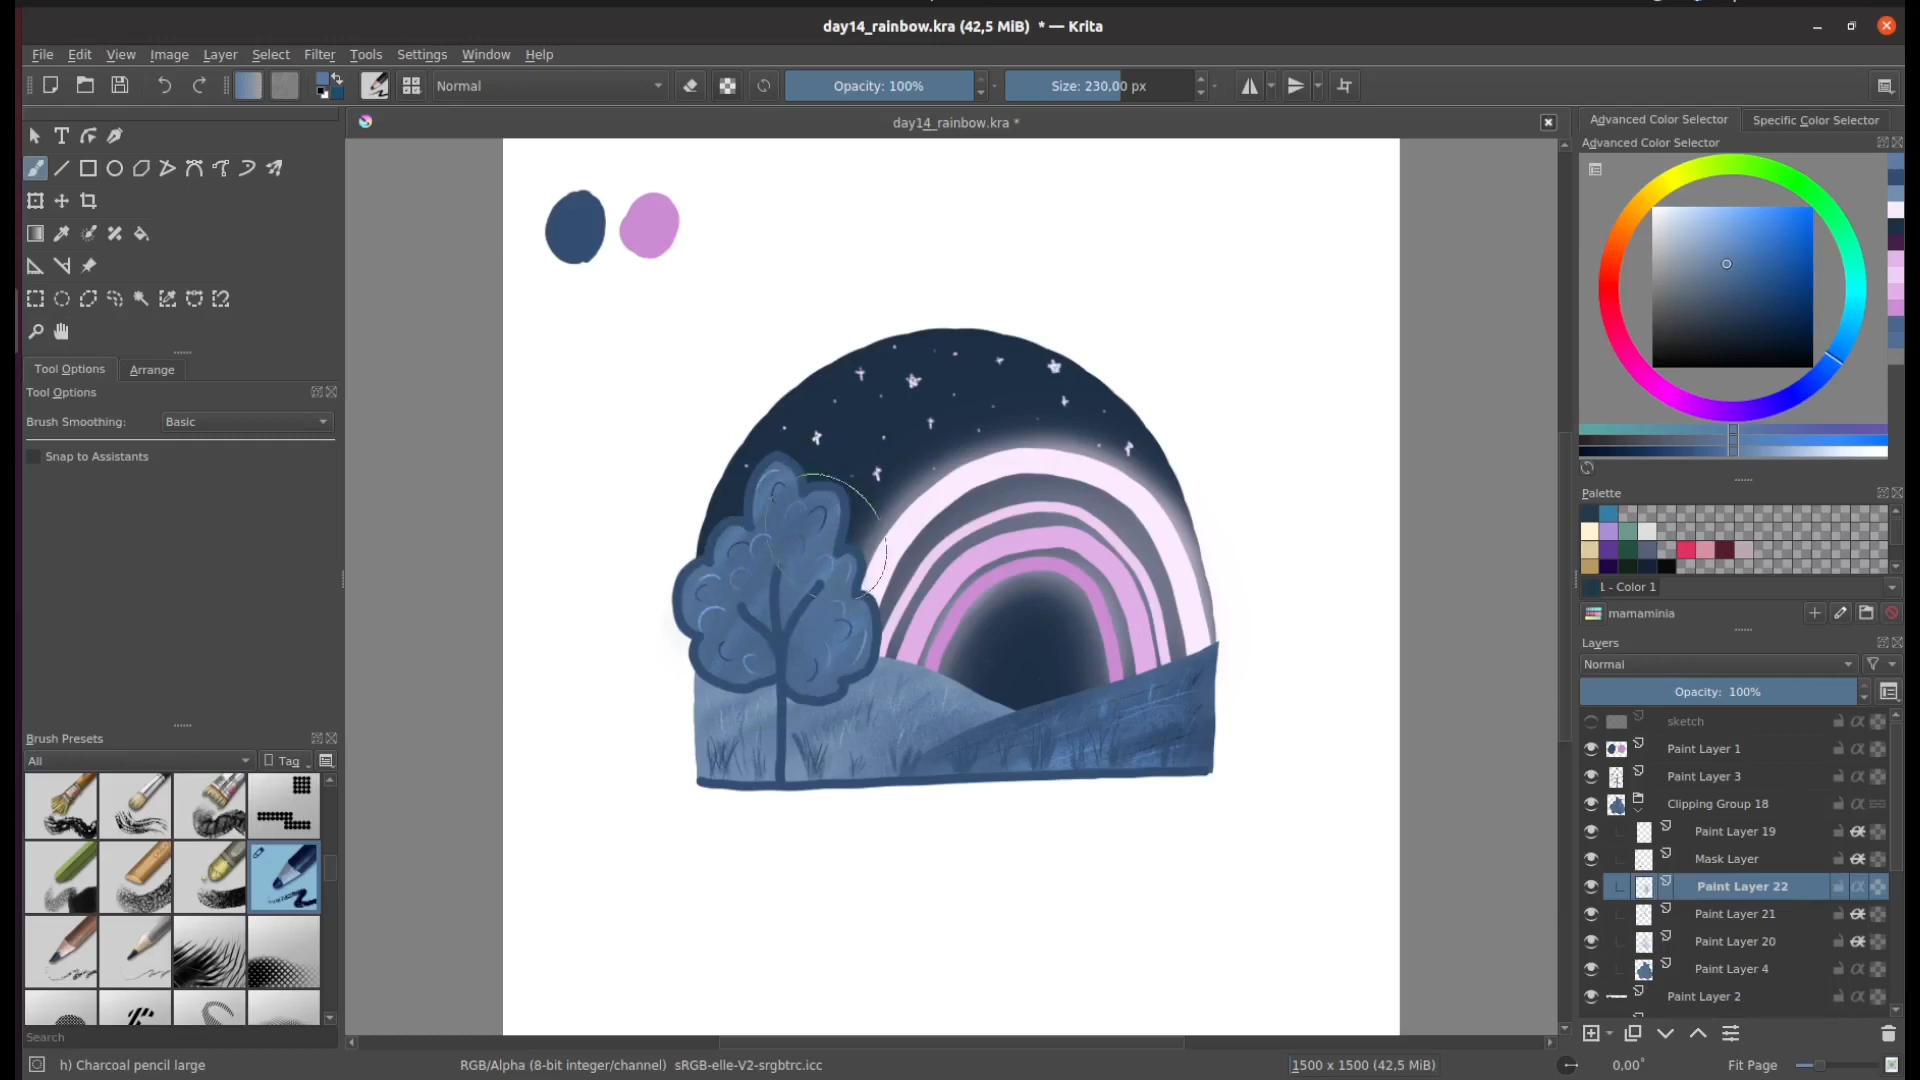 day14_rainbow.kra (42,5 MiB)  * — Krita
File Edit View Image Layer Select Filter Tools Settings Window Help
Normal Opacity: 100% Size: 230,00 px
day14_rainbow.kra *
Advanced Color Selector Specific Color Selector
Advanced Color Selector
Tool Options Arrange
Tool Options
Brush Smoothing: Basic
Snap to Assistants
Palette
1 - Color 1
mamaminia
Layers
Normal
Opacity:  100%
sketch
Paint Layer 1
Paint Layer 3
Clipping Group 18
Paint Layer 19
Mask Layer
Paint Layer 22
Paint Layer 21
Paint Layer 20
Paint Layer 4
Paint Layer 2
Brush Presets
All Tag
Search
h) Charcoal pencil large
RGB/Alpha (8-bit integer/channel)  sRGB-elle-V2-srgbtrc.icc
1500 x 1500 (42,5 MiB)
0,00°
Fit Page